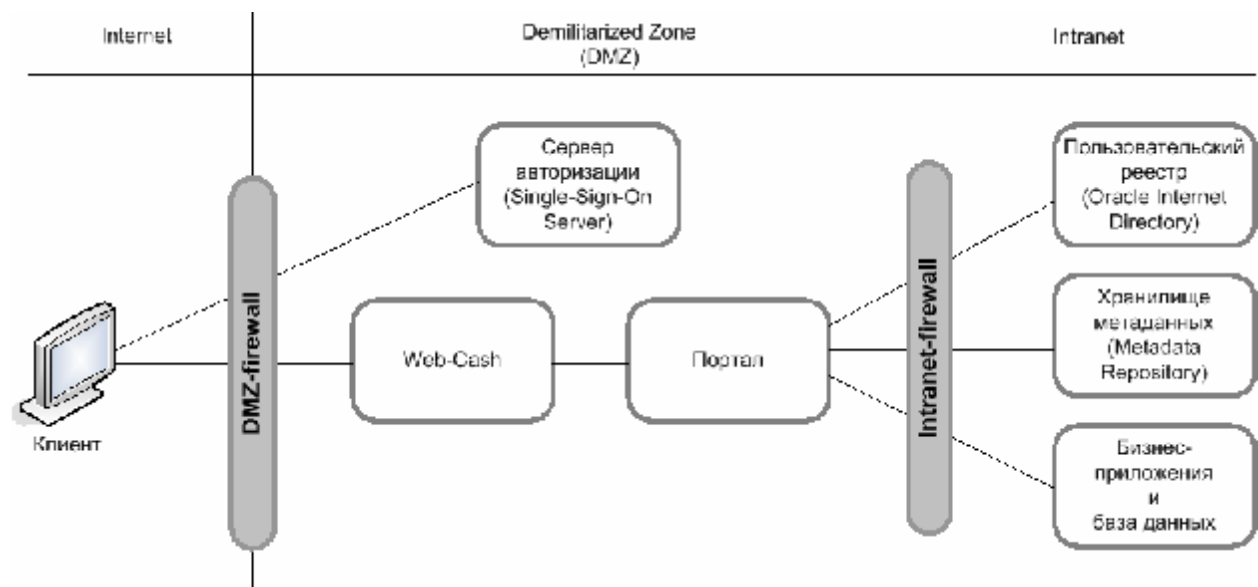 Internet
Demilitarized Zone
(DMZ)
Intranet
Сервер
авторизации
(Single-Sign-On
Server)
Пользовательский
реестр
(Oracle Internet
Directory)
DMZ-firewall
Web-Cash
Портал
Intranet-firewall
Хранилище
метаданных
(Metadata
Repository)
Клиент
Бизнес-
приложения
и
база данных